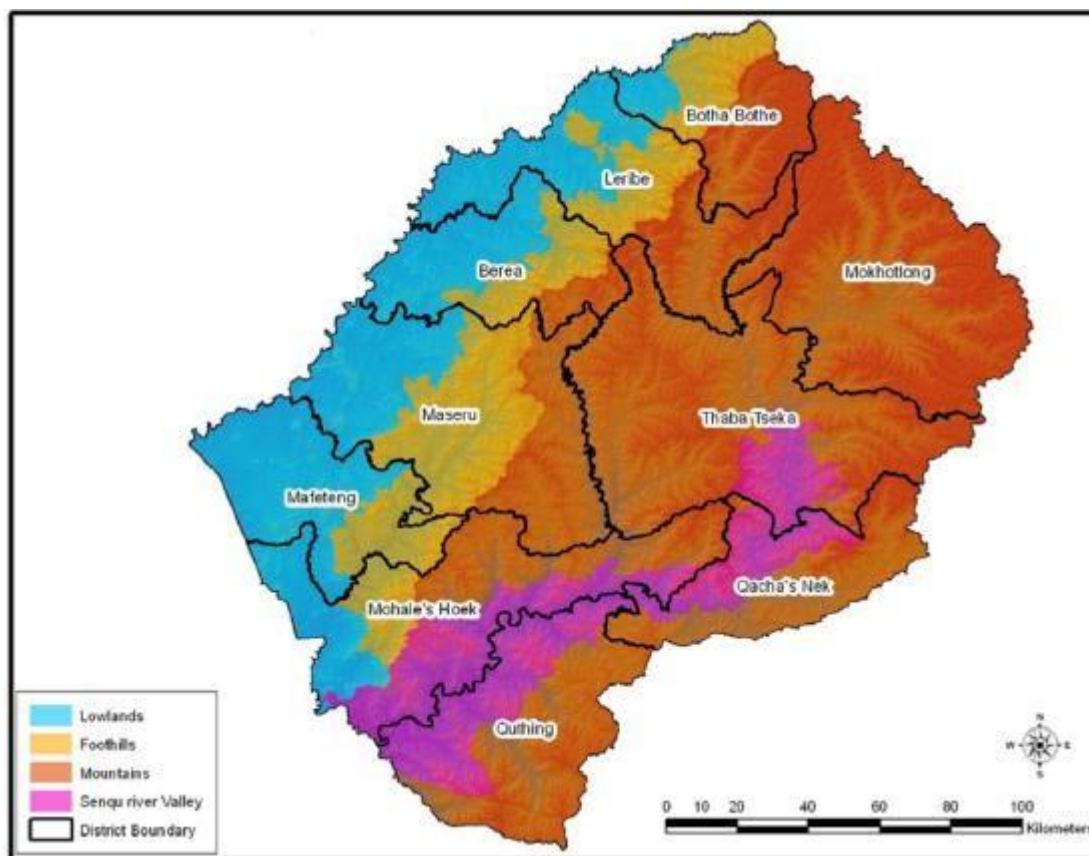 Botha Bothe
Leribe
Mokhotlong
Berea
Maseru
Thaba Tseka
Mafeteng
Qacha's Nek
Mohale's Hoek
Quthing
Lowlands
Foothills
Mountains
Senqu river Valley
District Boundary
N
W E
S
0 10 20 40 60 80 100
Kilometers